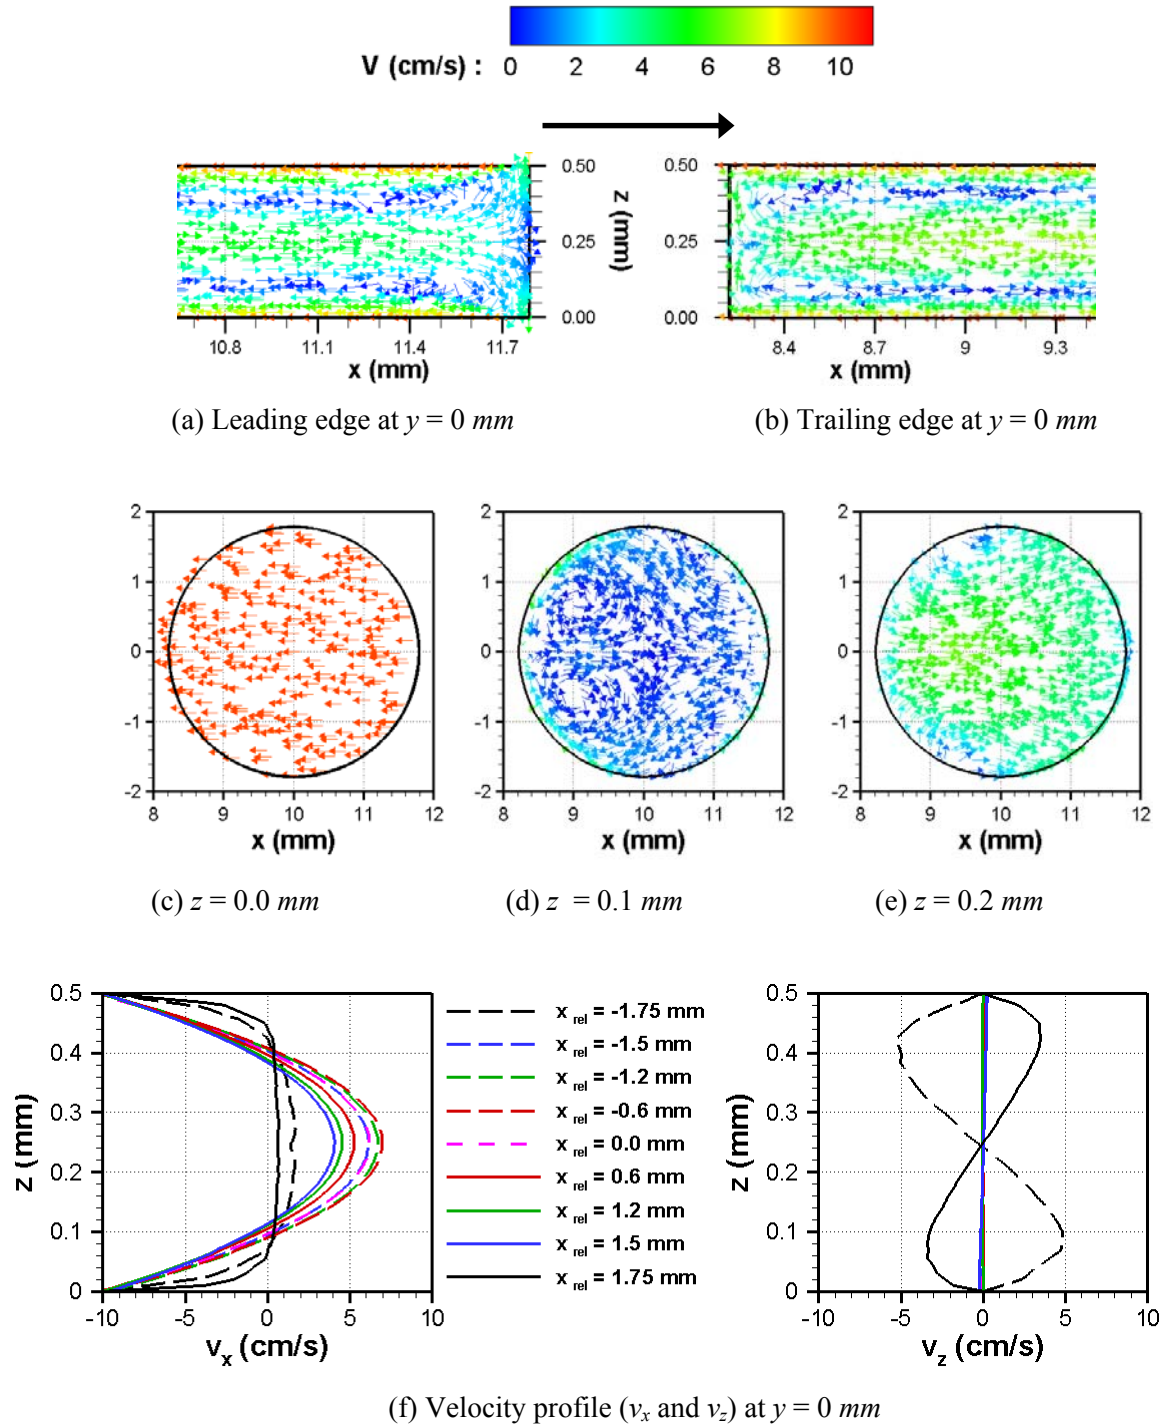 V (cm/s) : 0 2 4 6 8 10
0.50 0.50
z (mm)
0.25 0.25
0.00 0.00
10.8 11.1 11.4 11.7 8.4 8.7 9 9.3
x (mm) x (mm)
(a) Leading edge at y = 0 mm (b) Trailing edge at y = 0 mm
2 2 2
1 1 1
0 0 0
-1 -1 -1
-2 -2 -2
8 9 10 11 12 8 9 10 11 12 8 9 10 11 12
x (mm) x (mm) x (mm)
(c) z = 0.0 mm (d) z = 0.1 mm (e) z = 0.2 mm
0.5 x rel = -1.75 mm 0.5
x rel = -1.5 mm
0.4 x rel = -1.2 mm 0.4
0.3 x rel = -0.6 mm 0.3
z (mm) x rel = 0.0 mm z (mm)
0.2 x rel = 0.6 mm 0.2
0.1 x rel = 1.2 mm 0.1
x rel = 1.5 mm
0 x rel = 1.75 mm 0
-10 -5 0 5 10 -10 -5 0 5 10
vx (cm/s) vz (cm/s)
(f) Velocity profile (vx and vz) at y = 0 mm